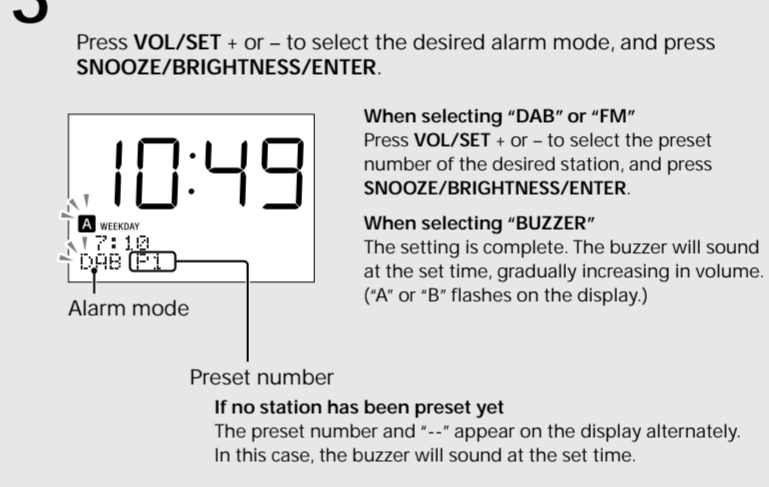 Press VOL/SET + or – to select the desired alarm mode, and press
SNOOZE/BRIGHTNESS/ENTER.
10:49
A WEEKDAY
7:10
DAB P1
Alarm mode
Preset number
When selecting “DAB” or “FM”
Press VOL/SET + or – to select the preset
number of the desired station, and press
SNOOZE/BRIGHTNESS/ENTER.
When selecting “BUZZER”
The setting is complete. The buzzer will sound
at the set time, gradually increasing in volume.
(“A” or “B” flashes on the display.)
If no station has been preset yet
The preset number and “--” appear on the display alternately.
In this case, the buzzer will sound at the set time.